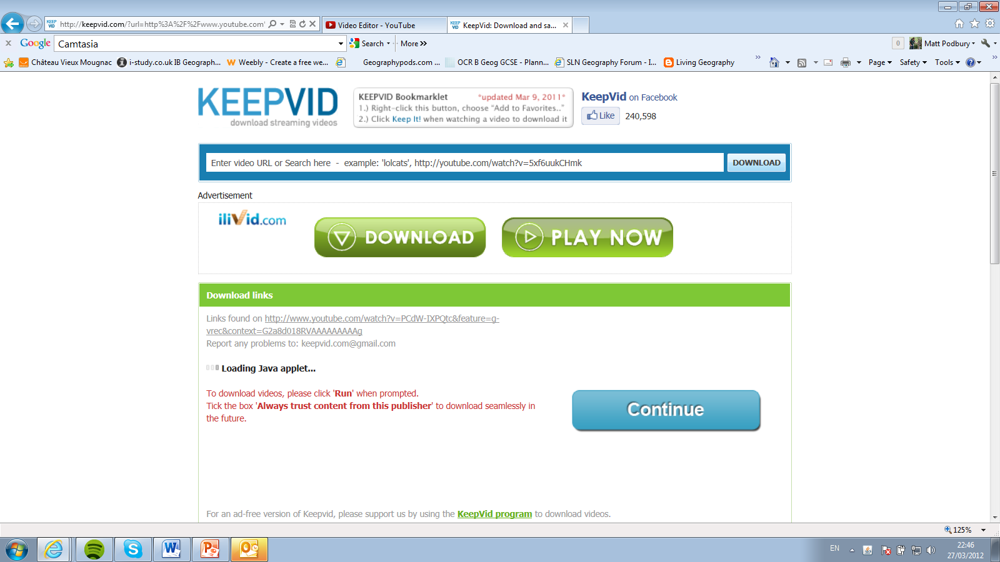 http://keepvid.com/?url=http%3A%2F%2Fwww.youtube.com'
Video Editor - YouTube
KEEP VID
KeepVid: Download and sa...
x Google Camtasia Search More »
0 Matt Podbury
Château Vieux Mougnac
i-study.co.uk IB Geograph...
Weebly - Create a free we...
Geographypods.com ...
OCR B Geog GCSE - Plann...
SLN Geography Forum - I...
Living Geography
Page Safety Tools
KEEPVID
download streaming videos
KEEPVID Bookmarklet *updated Mar 9, 2011*
1.) Right-click this button, choose "Add to Favorites.."
2.) Click Keep It! when watching a video to download it
KeepVid on Facebook
Like 240,598
Enter video URL or Search here - example: 'lolcats', http://youtube.com/watch?v=5xf6uukCHmk
DOWNLOAD
Advertisement
iliVid.com
DOWNLOAD
PLAY NOW
Download links
Links found on http://www.youtube.com/watch?v=PCdW-IXPQtc&feature=g-
vrec&context=G2a8d018RVAAAAAAAAAg
Report any problems to: keepvid.com@gmail.com
Loading Java applet...
To download videos, please click 'Run' when prompted.
Tick the box 'Always trust content from this publisher' to download seamlessly in
the future.
Continue
For an ad-free version of Keepvid, please support us by using the KeepVid program to download videos.
125%
EN
22:46
27/03/2012